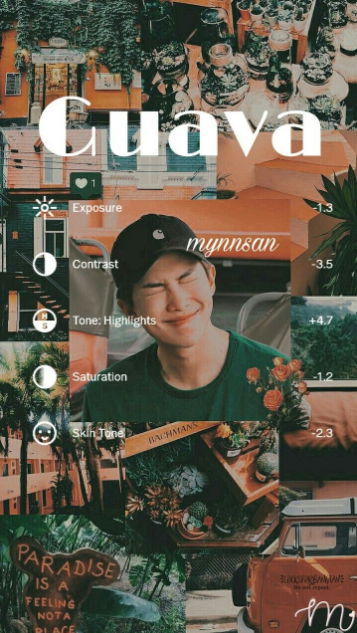 Guava
1
Exposure
-1.3
mynnsan
Contrast
-3.5
H
S
Tone: Highlights
+4.7
Saturation
-1.2
Skin Tone
-2.3
BACHMAN'S
PARADISE
IS A
FEELING
NOT A
PLACE